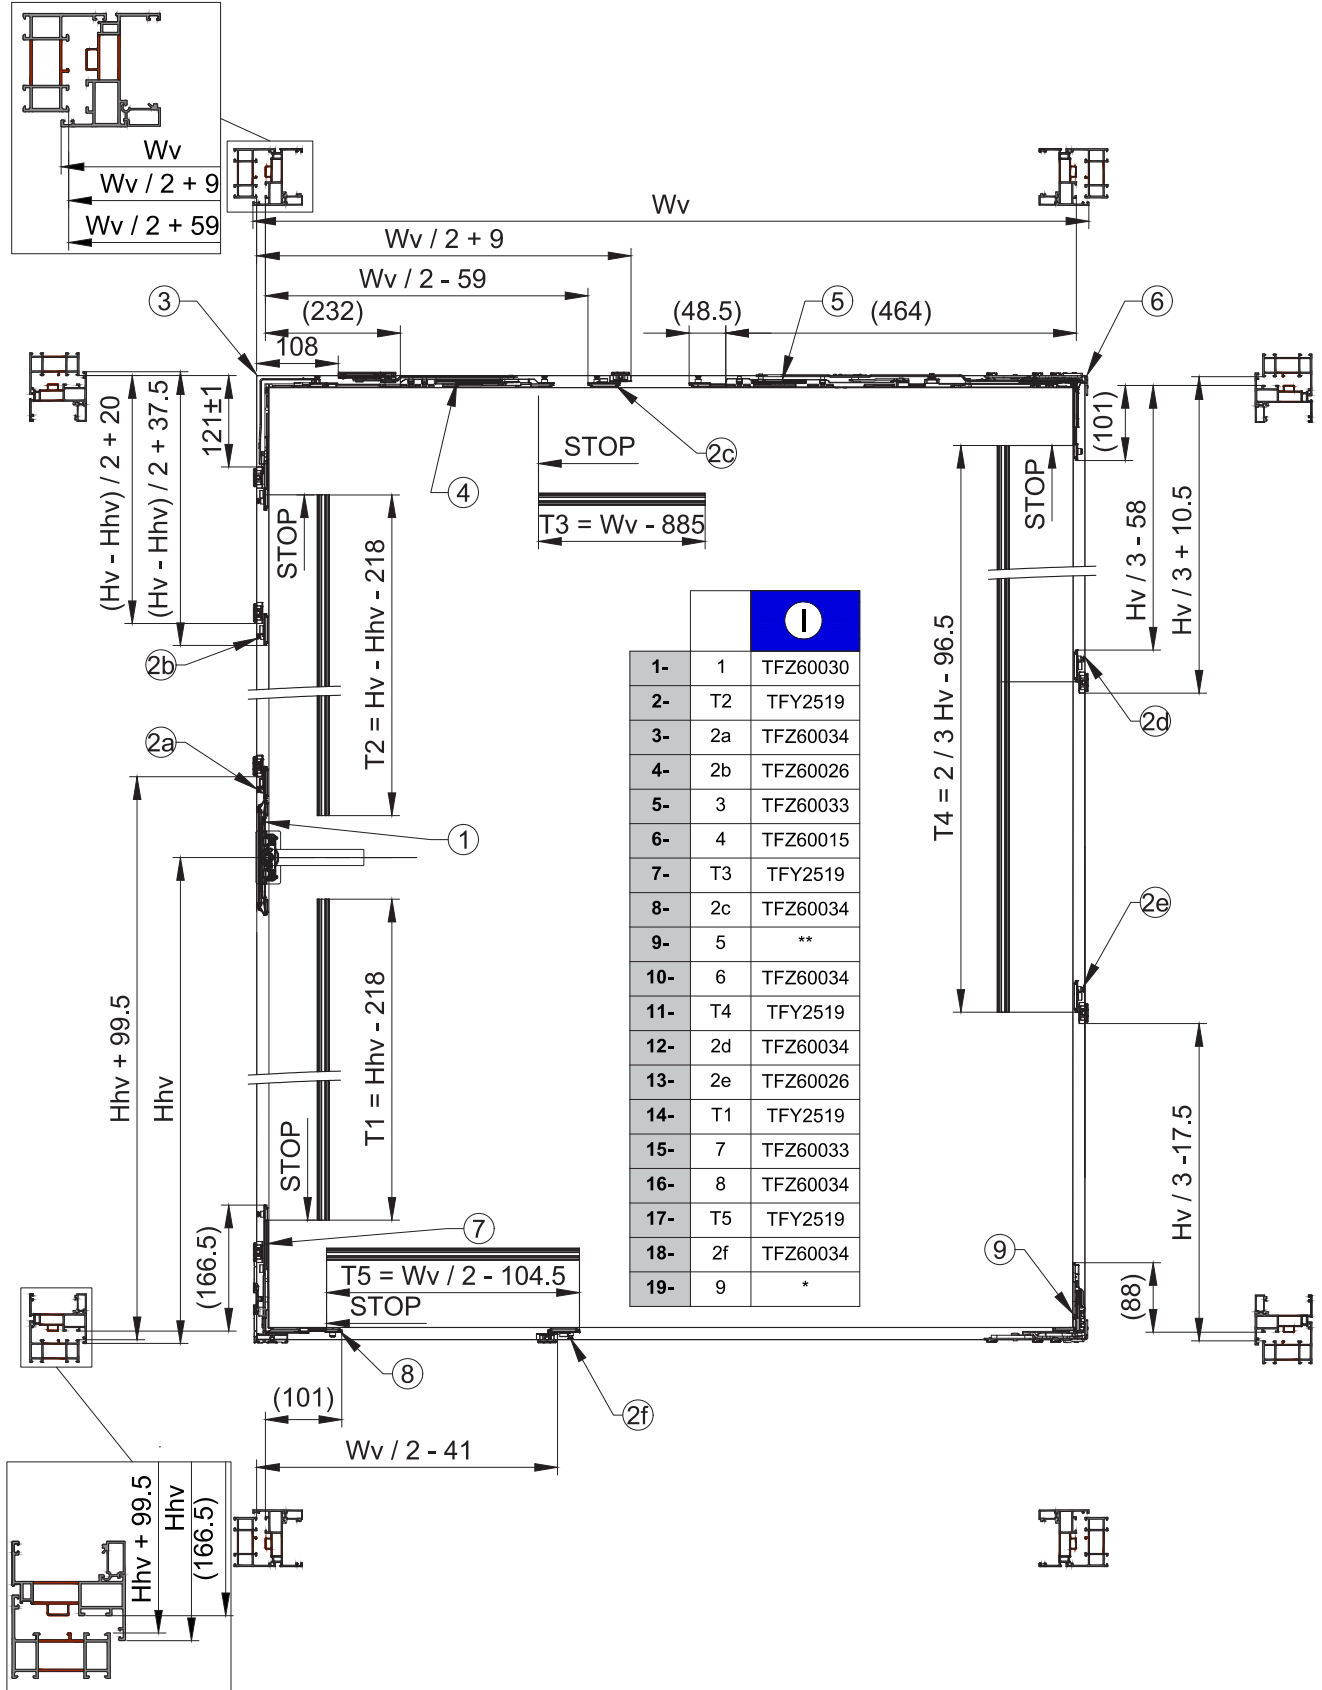 Wv
Wv / 2 + 9
Wv / 2 + 59
Wv
Wv / 2 + 9
Wv / 2 - 59
(232)
(48.5)
(464)
108
3
5
6
4
2c
(Hv - Hhv) / 2 + 20
(Hv - Hhv) / 2 + 37.5
121±1
STOP
T3 = Wv - 885
STOP
T2 = Hv - Hhv - 218
STOP
(101)
Hv / 3 - 58
Hv / 3 + 10.5
T4 = 2 / 3 Hv - 96.5
2b
2a
1
2d
2e
I
1- 1 TFZ60030
2- T2 TFY2519
3- 2a TFZ60034
4- 2b TFZ60026
5- 3 TFZ60033
6- 4 TFZ60015
7- T3 TFY2519
8- 2c TFZ60034
9- 5 **
10- 6 TFZ60034
11- T4 TFY2519
12- 2d TFZ60034
13- 2e TFZ60026
14- T1 TFY2519
15- 7 TFZ60033
16- 8 TFZ60034
17- T5 TFY2519
18- 2f TFZ60034
19- 9 *
Hhv + 99.5
Hhv
T1 = Hhv - 218
STOP
Hv / 3 -17.5
(166.5)
7
9
(88)
T5 = Wv / 2 - 104.5
STOP
8
2f
(101)
Wv / 2 - 41
Hhv + 99.5
Hhv
(166.5)